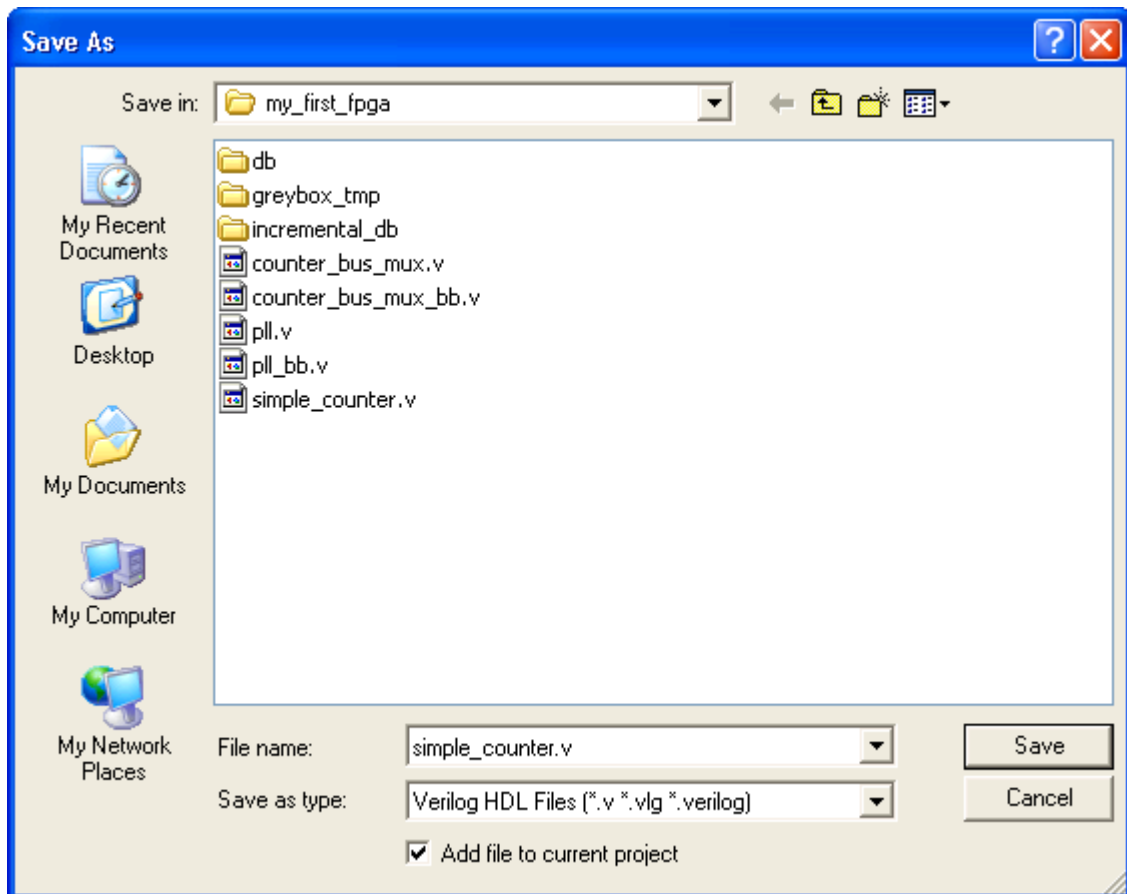 Save As
Save in:
my_first_fpga
My Recent
Documents
Desktop
My Documents
My Computer
My Network
Places
db
greybox_tmp
incremental_db
counter_bus_mux.v
counter_bus_mux_bb.v
pll.v
pll_bb.v
simple_counter.v
File name:
simple_counter.v
Save
Save as type:
Verilog HDL Files (*.v *.vlg *.verilog)
Cancel
Add file to current project